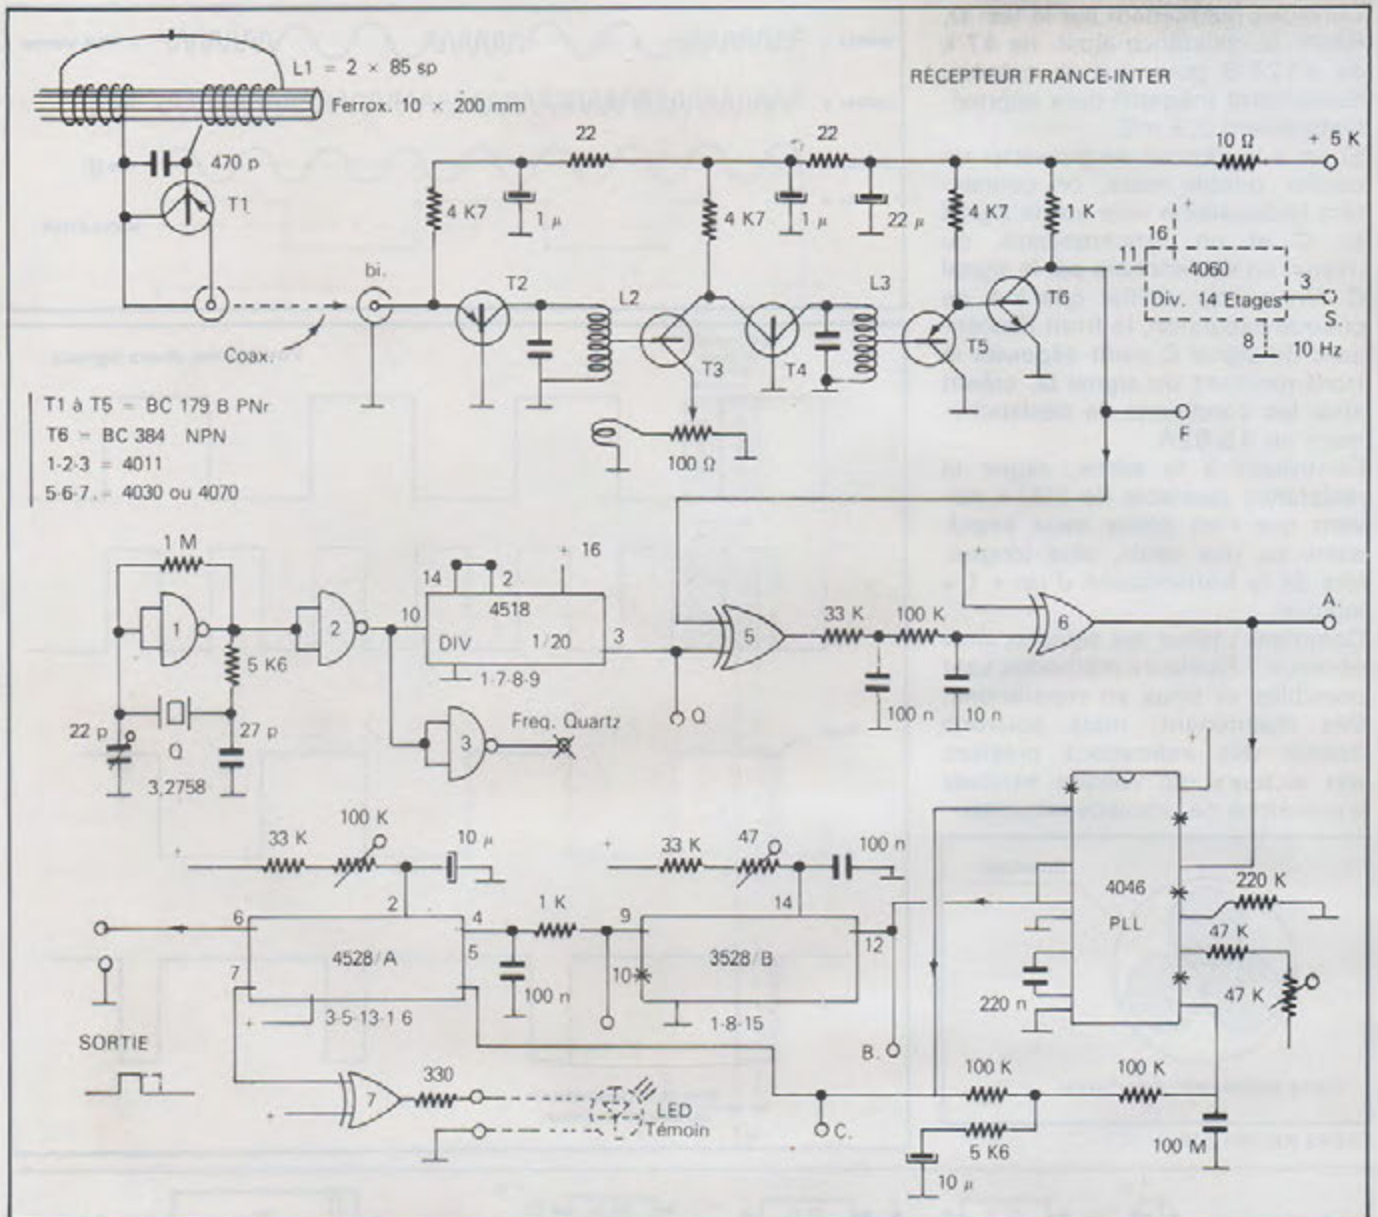 L1 = 2 × 85 sp
Ferrox. 10 × 200 mm
RECEPTEUR FRANCE-INTER
470 p
T1
22
22
10 Ω
+ 5 K
4 K7
1 µ
4 K7
1 µ
22 µ
4 K7
1 K
+
16
11
4060
Div. 14 Etages
3
S
8
10 Hz
bi.
T2
L2
T3
T4
L3
T5
T6
Coax.
100 Ω
F
T1 à T5 = BC 179 B PNr
T6 = BC 384 NPN
1-2-3 = 4011
5-6-7. = 4030 ou 4070
1 M
1
5 K6
2
10
14
2
+ 16
4518
DIV 1/20
3
1-7-8-9
5
33 K
100 K
6
A
22 p
Q
27 p
3,2758
3
Freq. Quartz
Q
100 n
10 n
+
+
33 K
100 K
10 µ
+
33 K
47
100 n
2
14
6
4
7
5
4528/A
1 K
9
12
10
3528/B
4046
PLL
220 K
47 K
47 K
100 n
220 n
+
3-5-13-1 6
1-8-15
B.
SORTIE
7
+
330
LED
Témoin
C.
100 K
100 K
5 K6
10 µ
100 M